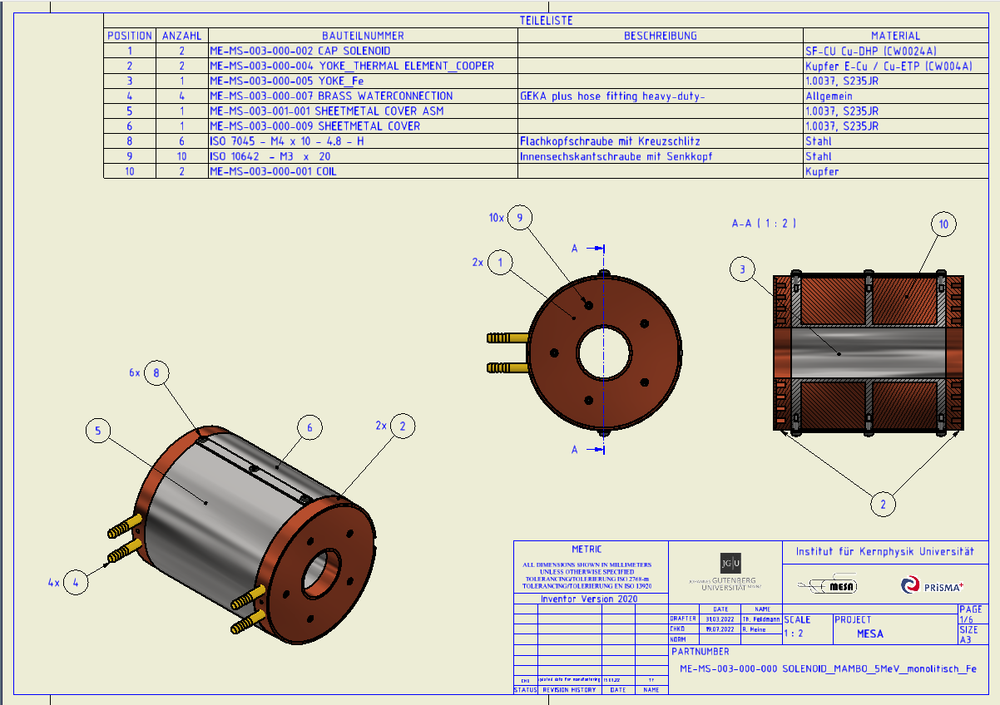 TEILELISTE
POSITION ANZAHL BAUTEILNUMMER BESCHREIBUNG MATERIAL
1 2 ME-MS-003-000-002 CAP SOLENOID SF-CU Cu-DHP (CW0024A)
2 2 ME-MS-003-000-004 YOKE_THERMAL ELEMENT_COOPER Kupfer E-Cu / Cu-ETP (CW004A)
3 1 ME-MS-003-000-005 YOKE_Fe 1.0037, S235JR
4 4 ME-MS-003-000-007 BRASS WATERCONNECTION GEKA plus hose fitting heavy-duty- Allgemein
5 1 ME-MS-003-001-001 SHEETMETAL COVER ASM 1.0037, S235JR
6 1 ME-MS-003-000-009 SHEETMETAL COVER 1.0037, S235JR
8 6 ISO 7045 - M4 x 10 - 4.8 - H Flachkopfschraube mit Kreuzschlitz Stahl
9 10 ISO 10642 - M3 x 20 Innensechskantschraube mit Senkkopf Stahl
10 2 ME-MS-003-000-001 COIL Kupfer
10x 9
A-A ( 1 : 2 )
10
A
2x 1
3
6x 8
5
6
2x 2
A
2
4x 4
METRIC
ALL DIMENSIONS SHOWN IN MILLIMETERS
UNLESS OTHERWISE SPECIFIED
TOLERANCING/TOLERIERUNG ISO 2768-m
TOLERANCING/TOLERIERUNG EN ISO 13920
Inventor Version 2020
JG|U
JOHANNES GUTENBERG
UNIVERSITÄT MAINZ
Institut für Kernphysik Universität
MESA
PRISMA+
DATE NAME
DRAFTER 31.03.2022 Th. Feldmann
CHKD 19.07.2022 R. Heine
NORM
SCALE
1 : 2
PROJECT
MESA
PAGE
1/6
SIZE
A3
PARTNUMBER
ME-MS-003-000-000 SOLENOID_MAMBO_5MeV_monolitisch_Fe
updated data for manufacturing
STATUS REVISION HISTORY DATE NAME